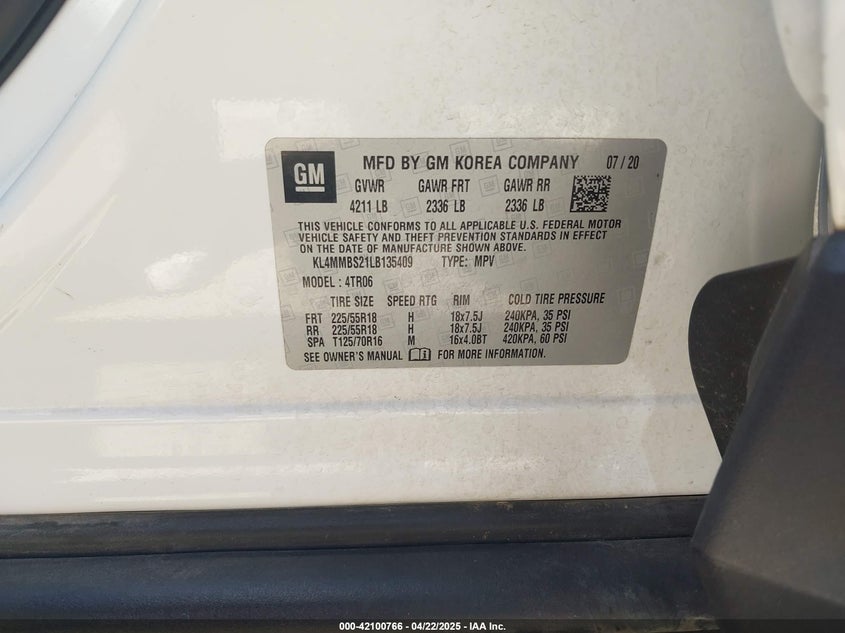 GM MFD BY GM KOREA COMPANY 07 / 20
GVWR GAWR FRT GAWR RR
4211 LB 2336 LB 2336 LB
THIS VEHICLE CONFORMS TO ALL APPLICABLE U.S. FEDERAL MOTOR
VEHICLE SAFETY AND THEFT PREVENTION STANDARDS IN EFFECT
ON THE DATE OF MANUFACTURE SHOWN ABOVE.
KL4MMBS21LB135409 TYPE: MPV
MODEL : 4TR06
TIRE SIZE SPEED RTG RIM COLD TIRE PRESSURE
FRT 225/55R18 H 18x7.5J 240KPA, 35 PSI
RR 225/55R18 H 18x7.5J 240KPA, 35 PSI
SPA T125/70R16 M 16x4.0BT 420KPA, 60 PSI
SEE OWNER'S MANUAL FOR MORE INFORMATION.
000-42100766 - 04/22/2025 - IAA Inc.